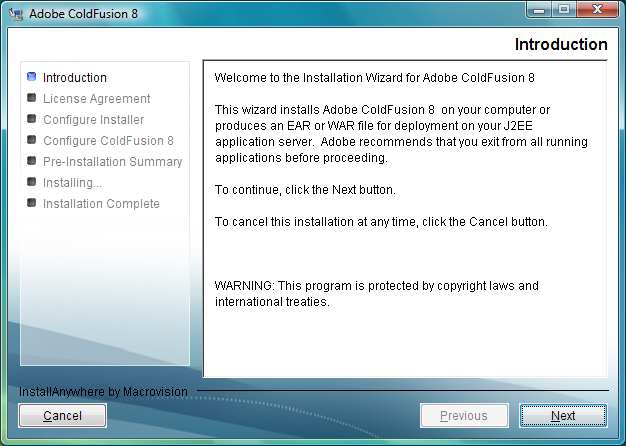 Adobe ColdFusion 8
Introduction
Introduction
License Agreement
Configure Installer
Configure ColdFusion 8
Pre-Installation Summary
Installing...
Installation Complete
Welcome to the Installation Wizard for Adobe ColdFusion 8
This wizard installs Adobe ColdFusion 8  on your computer or
produces an EAR or WAR file for deployment on your J2EE
application server.  Adobe recommends that you exit from all running
applications before proceeding.
To continue, click the Next button.
To cancel this installation at any time, click the Cancel button.
WARNING: This program is protected by copyright laws and
international treaties.
InstallAnywhere by Macrovision
Cancel
Previous
Next